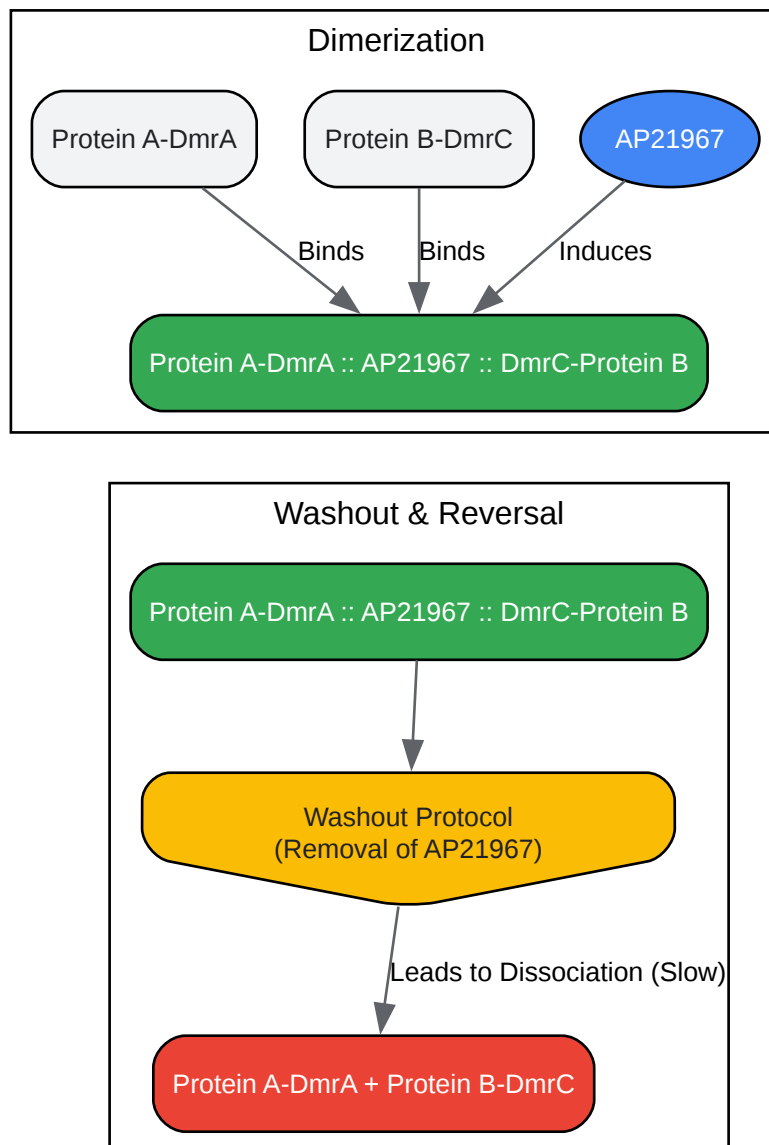 Dimerization
Protein A-DmrA
Protein B-DmrC
AP21967
Binds
Binds
Induces
Protein A-DmrA :: AP21967 :: DmrC-Protein B
Washout & Reversal
Protein A-DmrA :: AP21967 :: DmrC-Protein B
Washout Protocol
(Removal of AP21967)
Leads to Dissociation (Slow)
Protein A-DmrA + Protein B-DmrC